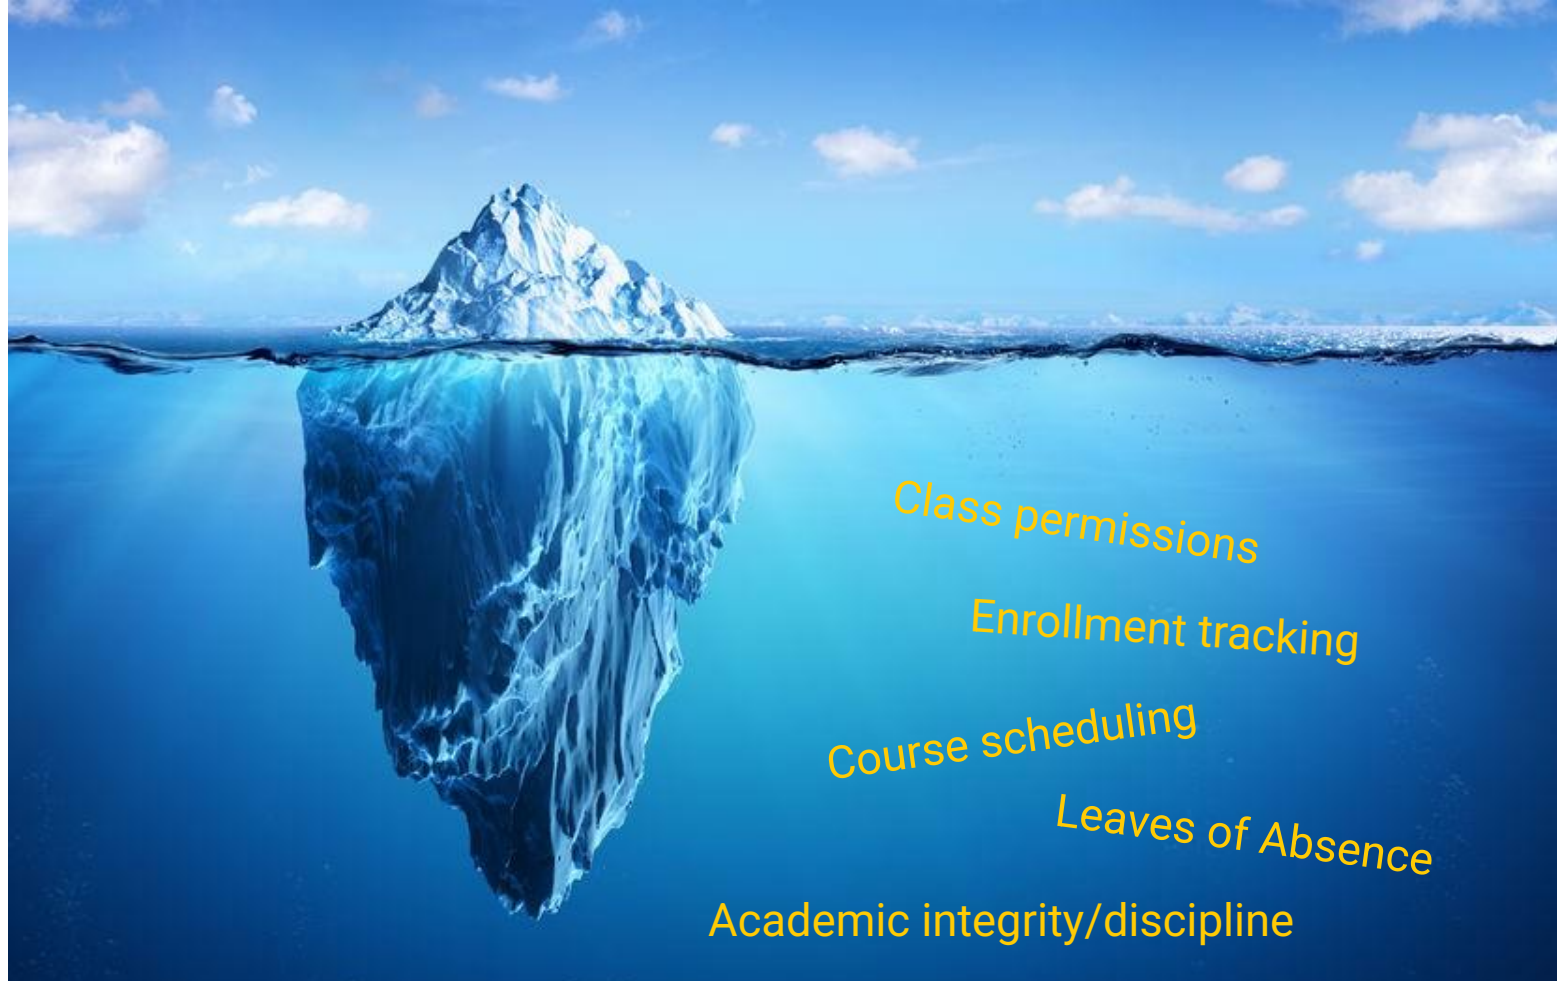 Class permissions
Enrollment tracking
Course scheduling
Leaves of Absence
Academic integrity/discipline